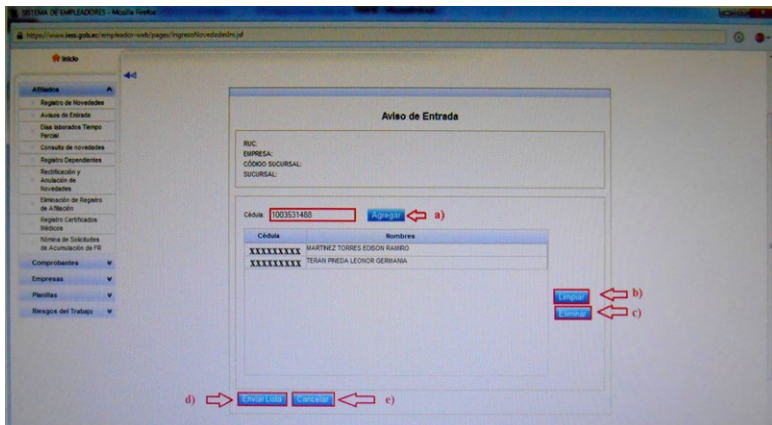 SISTEMA DE EMPLEADORES - Mozilla Firefox
https://www.iess.gob.ec/empleador-web/pages/ingresoNovedadesIni.jsf
Inicio
Afiliados
Registro de Novedades
Avisos de Entrada
Días laborados Tiempo
Parcial
Consulta de novedades
Registro Dependientes
Rectificación y
Anulación de
Novedades
Eliminación de Registro
de Afiliación
Registro Certificados
Médicos
Nómina de Solicitudes
de Acumulación de FR
Comprobantes
Empresas
Planillas
Riesgos del Trabajo
Aviso de Entrada
RUC:
EMPRESA:
CÓDIGO SUCURSAL:
SUCURSAL:
Cédula: 1003531488 Agregar a)
Cédula Nombres
XXXXXXXXX MARTINEZ TORRES EDISON RAMIRO
XXXXXXXXX TERAN PINEDA LEONOR GERMANIA
Limpiar b)
Eliminar c)
d) Enviar Lote Cancelar e)